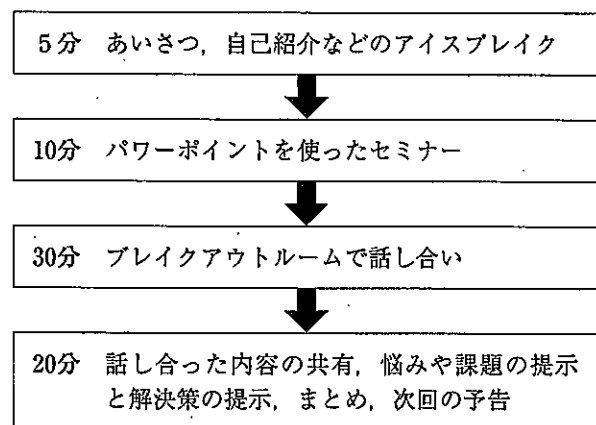 5分 あいさつ，自己紹介などのアイスブレイク
10分 パワーポイントを使ったセミナー
30分 ブレイクアウトルームで話し合い
20分 話し合った内容の共有，悩みや課題の提示
と解決策の提示，まとめ，次回の予告